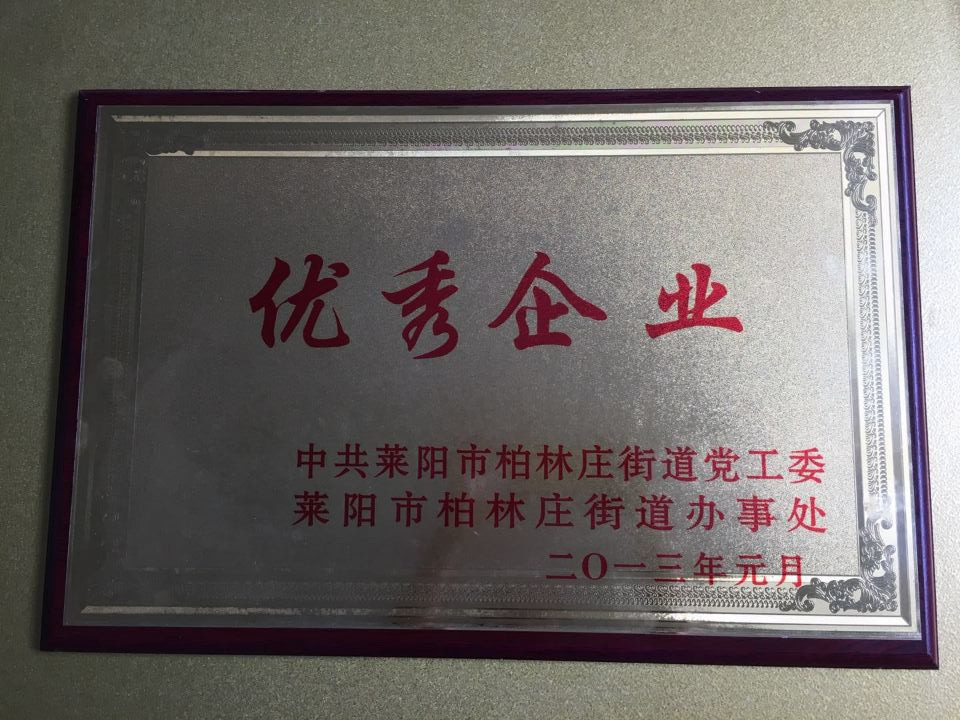 优秀企业
中共莱阳市柏林庄街道党工委
莱阳市柏林庄街道办事处
二〇一三年元月